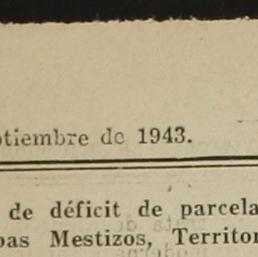 ptiembre de 1943.
de déficit de parcela
pas Mestizos, Territor